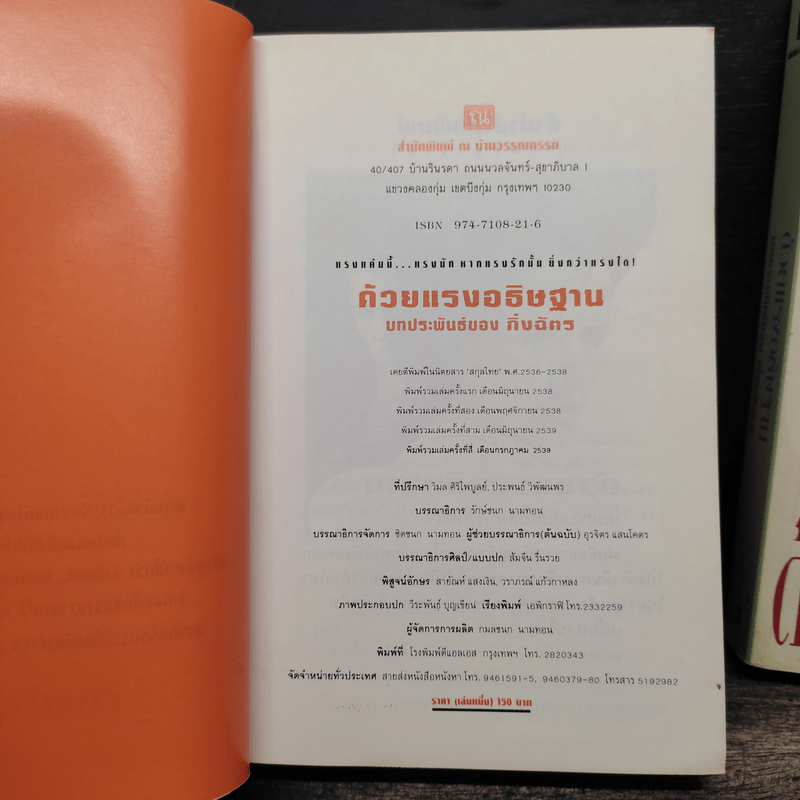 ณ
สำนักพิมพ์ ณ บ้านวรรณกรรม
40/407 บ้านรินรดา ถนนนวลจันทร์-สุขาภิบาล 1
แขวงคลองกุ่ม เขตบึงกุ่ม กรุงเทพฯ 10230
ISBN 974-7108-21-6
แรงแค้นนี้...แรงนัก หากแรงรักนั้น ยิ่งกว่าแรงใด!
ด้วยแรงอธิษฐาน
บทประพันธ์ของ กิ่งฉัตร
เคยตีพิมพ์ในนิตยสาร 'สกุลไทย' พ.ศ.2536-2538
พิมพ์รวมเล่มครั้งแรก เดือนมิถุนายน 2538
พิมพ์รวมเล่มครั้งที่สอง เดือนพฤศจิกายน 2538
พิมพ์รวมเล่มครั้งที่สาม เดือนมิถุนายน 2539
พิมพ์รวมเล่มครั้งที่สี่ เดือนกรกฎาคม 2539
ที่ปรึกษา วิมล ศิริไพบูลย์, ประพนธ์ วิพัฒนพร
บรรณาธิการ รักษ์ชนก นามทอน
บรรณาธิการจัดการ ชิดชนก นามทอน ผู้ช่วยบรรณาธิการ(ต้นฉบับ) อุรจิตร แสนโคตร
บรรณาธิการศิลป์/แบบปก ส้มจีน รื่นรวย
พิสูจน์อักษร สายัณห์ แสงเงิน, วราภรณ์ แก้วกาหลง
ภาพประกอบปก วีระพันธ์ บุญเขียน เรียงพิมพ์ เอพิกราฟิ โทร.2332259
ผู้จัดการการผลิต กมลชนก นามทอน
พิมพ์ที่ โรงพิมพ์ดีแอลเอส กรุงเทพฯ โทร. 2820343
จัดจำหน่ายทั่วประเทศ สายส่งหนังสือหนังหา โทร. 9461591-5, 9460379-80 โทรสาร 5192982
ราคา (เล่มหนึ่ง) 150 บาท